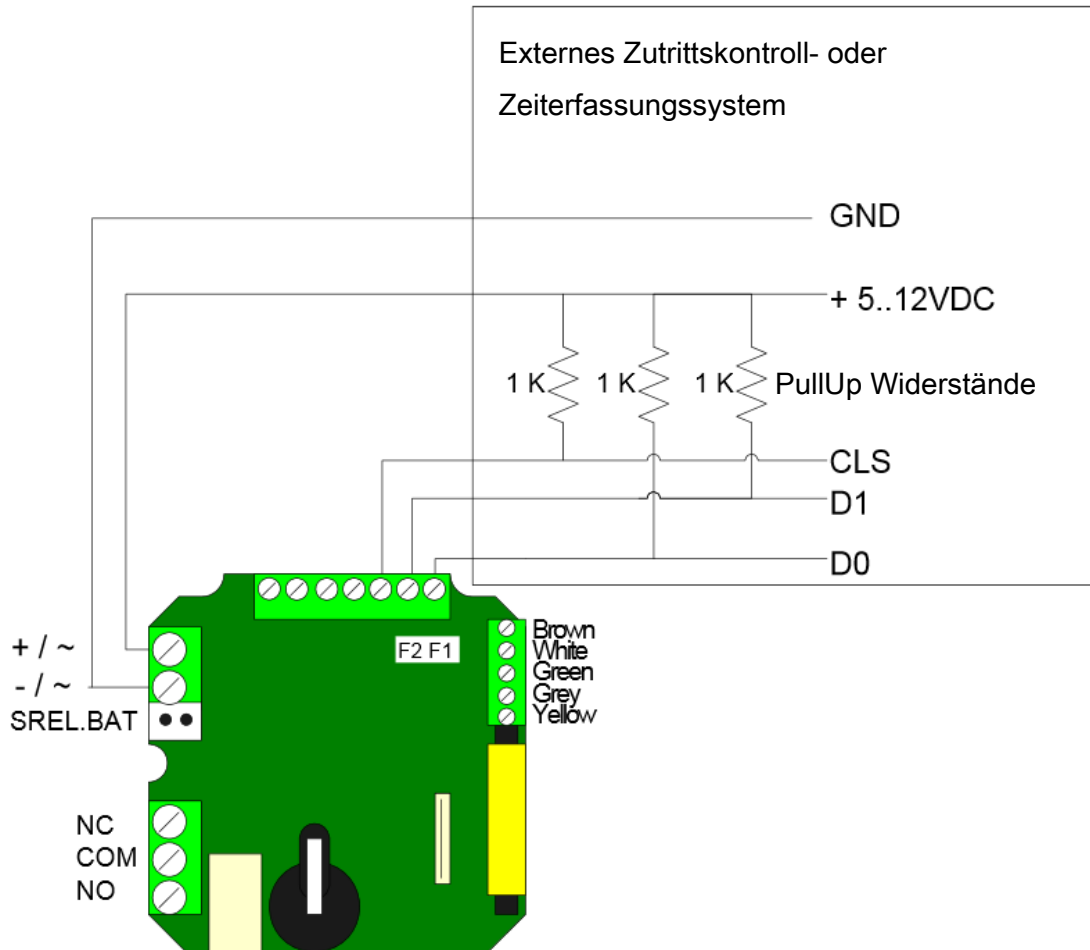 Externes Zutrittskontroll- oder
Zeiterfassungssystem
GND
+ 5..12VDC
1 K 1 K 1 K PullUp Widerstände
CLS
D1
D0
F2 F1
Brown
White
Green
Grey
Yellow
+ / ~
- / ~
SREL.BAT
NC
COM
NO